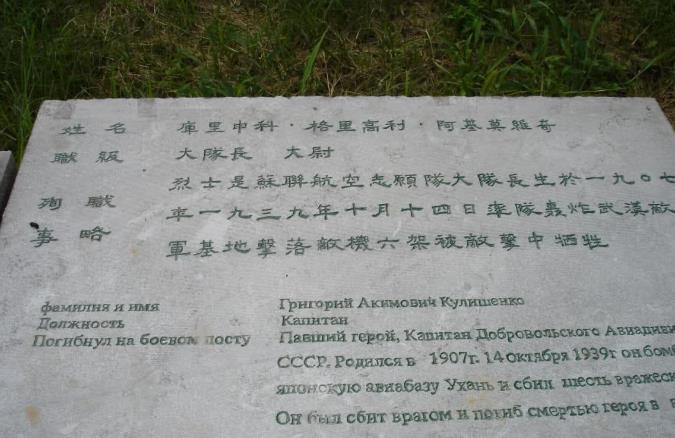 姓名 庫里申科·格里高利·阿基莫維奇
職級 大隊長 大尉
殉職事略 烈士是蘇聯航空志願隊大隊長生於一九〇七
年一九三九年十月十四日率隊轟炸武漢敵
軍基地擊落敵機六架被敵擊中牺牲
фамилня и имя Григорий Акимович Кулишенко
Должность Капитан
Погибнул на боевом посту Павший герой, Капитан Добровольского Авиадиви
СССР. Родился в 1907г. 14 октября 1939г он бомб
японскую авиабазу Ухань и сбил шесть вражеск
Он был сбит врагом и погиб смертью героя в